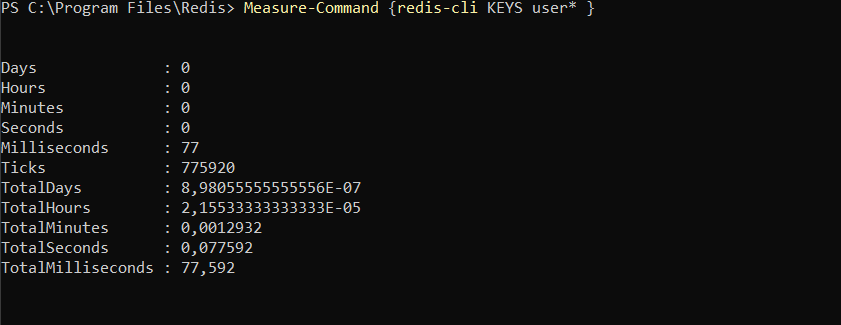 PS C:\Program Files\Redis> Measure-Command {redis-cli KEYS user* }
Days              : 0
Hours             : 0
Minutes           : 0
Seconds           : 0
Milliseconds      : 77
Ticks             : 775920
TotalDays         : 8,98055555555556E-07
TotalHours        : 2,15533333333333E-05
TotalMinutes      : 0,0012932
TotalSeconds      : 0,077592
TotalMilliseconds : 77,592